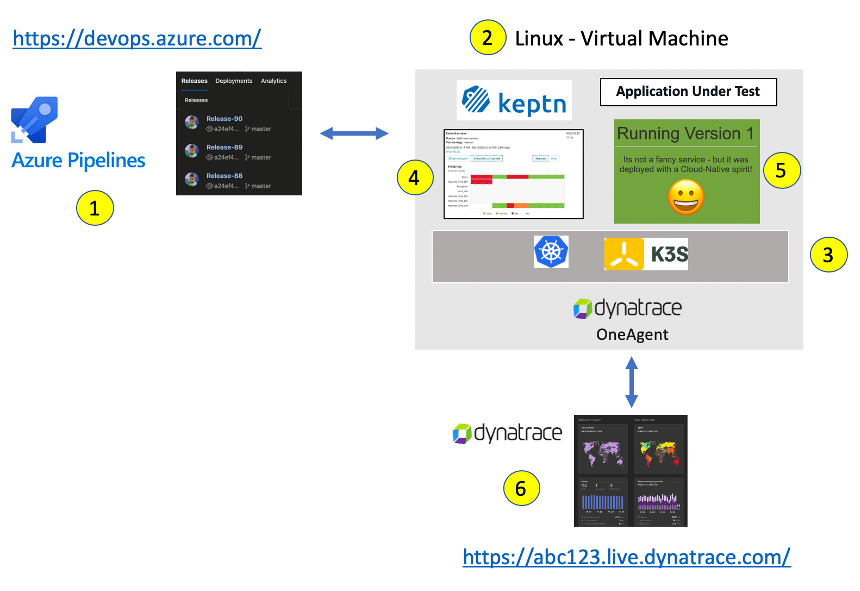 https://devops.azure.com/
2 Linux - Virtual Machine
Releases Deployments Analytics
Releases
Release-90
a24ef4... master
Release-89
a24ef4... master
Release-88
a24ef4... master
Azure Pipelines
1
keptn
Application Under Test
Running Version 1
Its not a fancy service - but it was
deployed with a Cloud-Native spirit!
4
5
K3S
3
dynatrace
OneAgent
dynatrace
6
https://abc123.live.dynatrace.com/